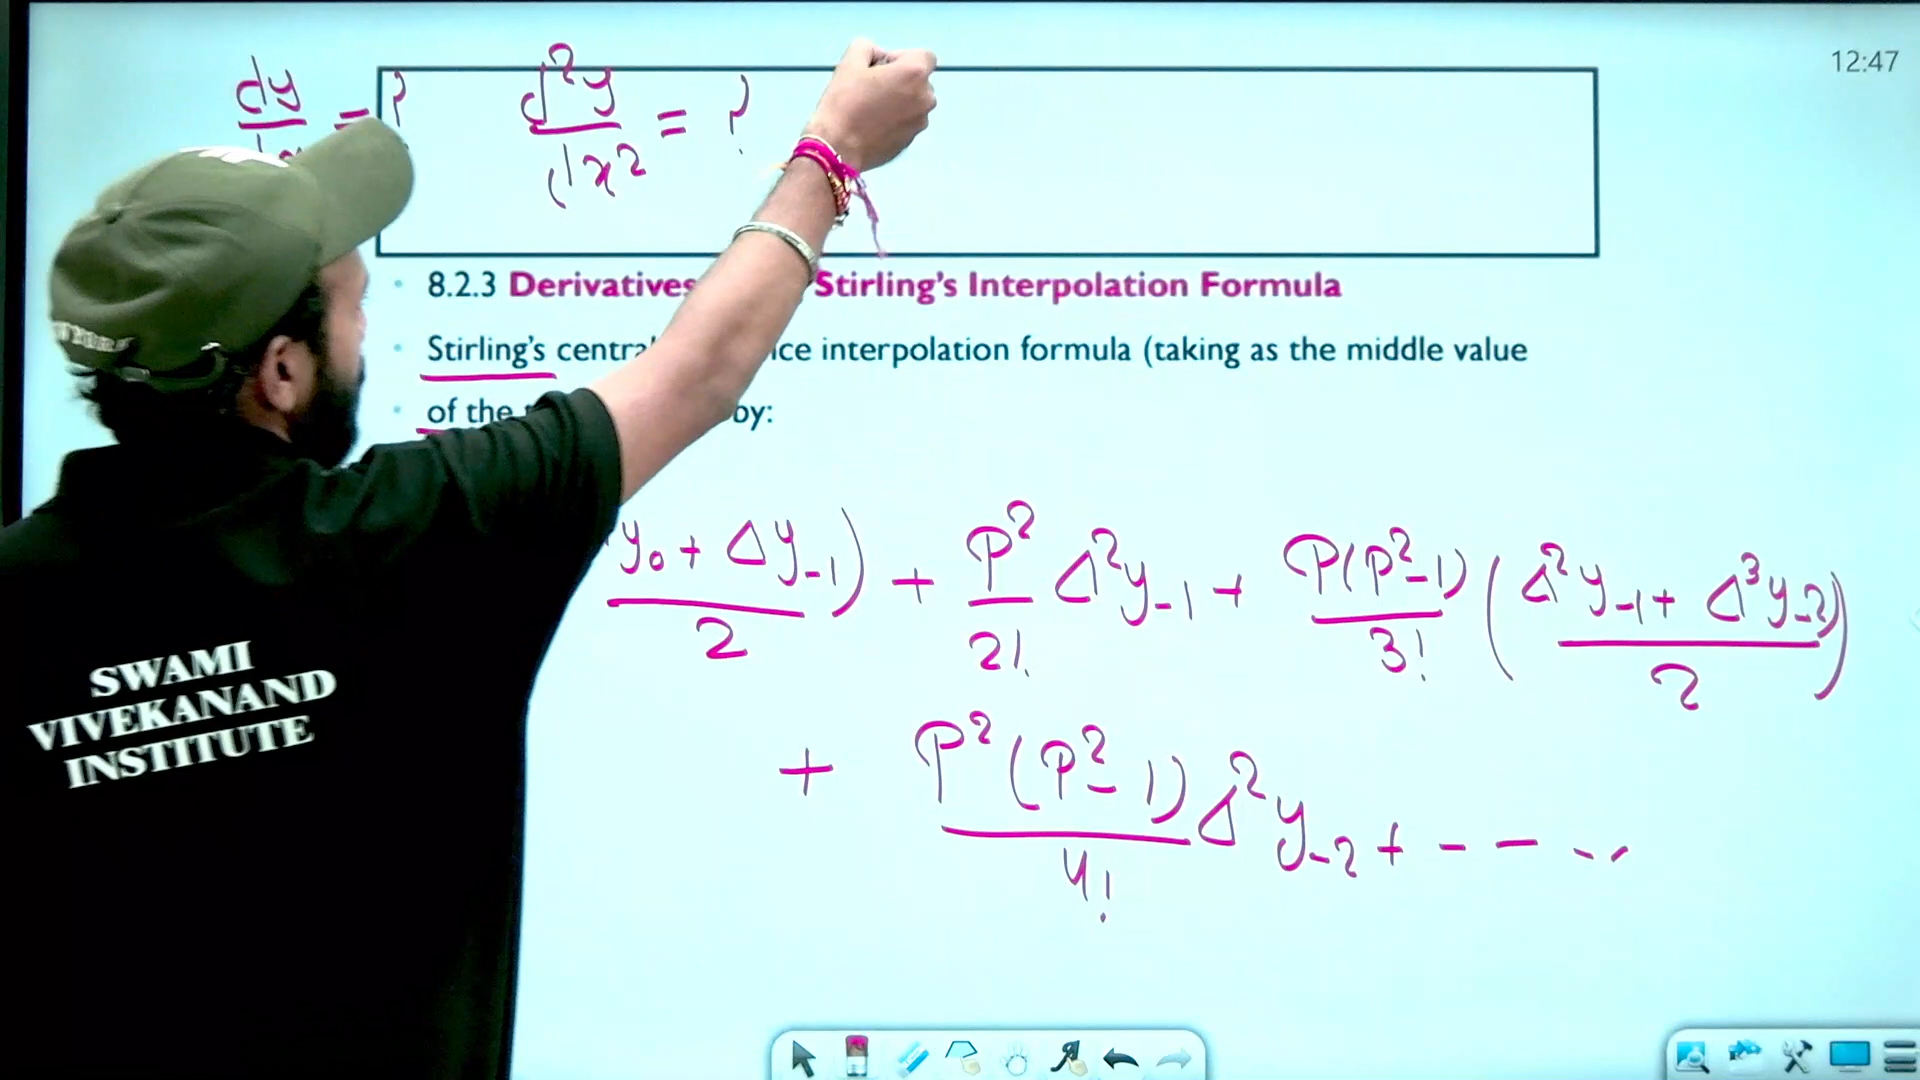 12:47
dy/ = ? d²y/dx² = ?
8.2.3 Derivatives Stirling's Interpolation Formula
Stirling's interpolation formula (taking as the middle value
of the by:
y₀ + Δy₋₁)/2 + P²/2! Δ²y₋₁ + P(P²-1)/3! (Δ²y₋₁ + Δ³y₋₂/2)
+ P²(P²-1)/4! Δ²y₋₂ + - - - -
SWAMI
VIVEKANAND
INSTITUTE